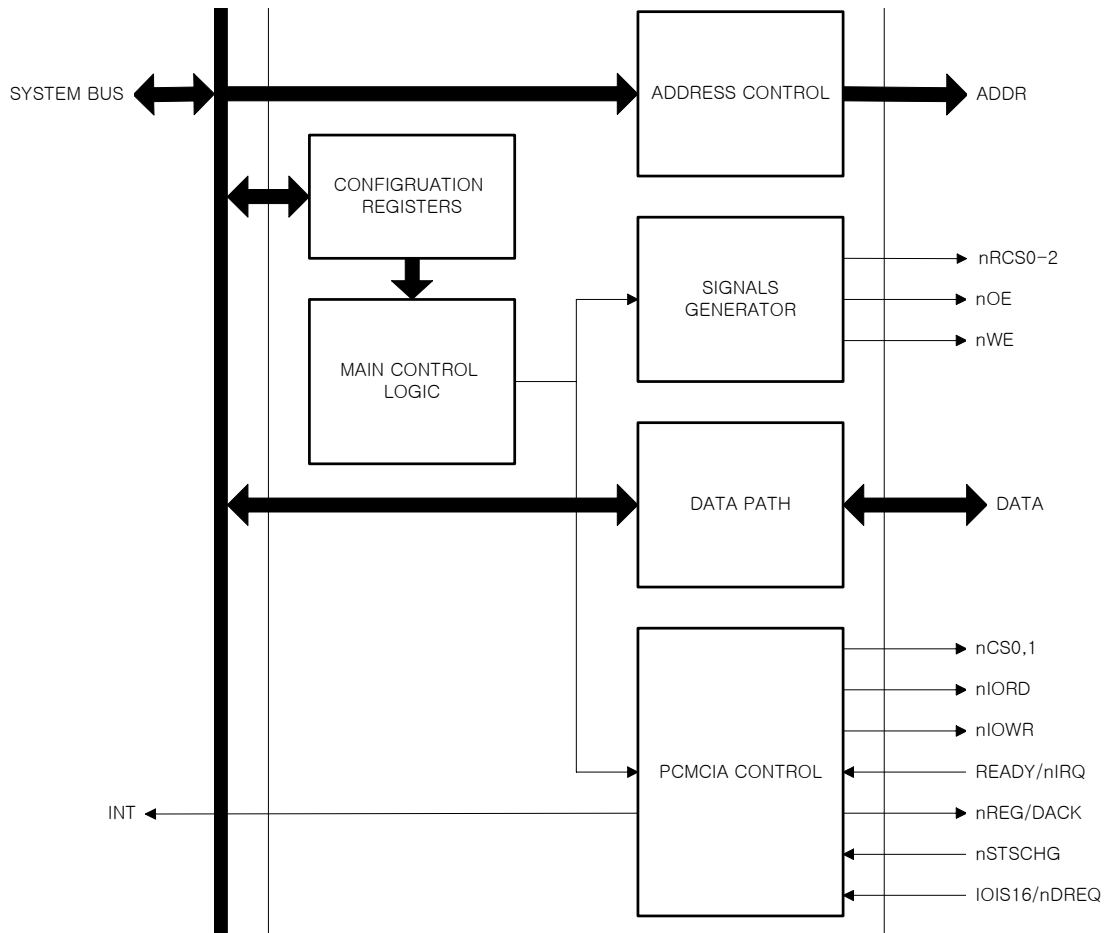 SYSTEM BUS
ADDRESS CONTROL
ADDR
CONFIGRUATION
REGISTERS
SIGNALS
GENERATOR
nRCS0-2
nOE
nWE
MAIN CONTROL
LOGIC
DATA PATH
DATA
PCMCIA CONTROL
nCS0,1
nIORD
nIOWR
READY/nIRQ
nREG/DACK
nSTSCHG
IOIS16/nDREQ
INT